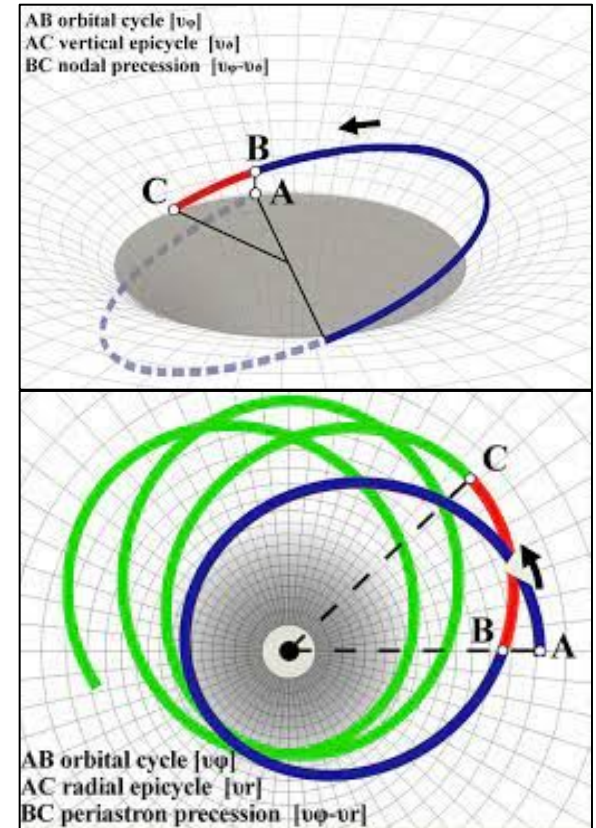 AB orbital cycle [υφ]
AC vertical epicycle [υθ]
BC nodal precession [υφ-υθ]
B
C
A
C
B
A
AB orbital cycle [υφ]
AC radial epicycle [υr]
BC periastron precession [υφ-υr]